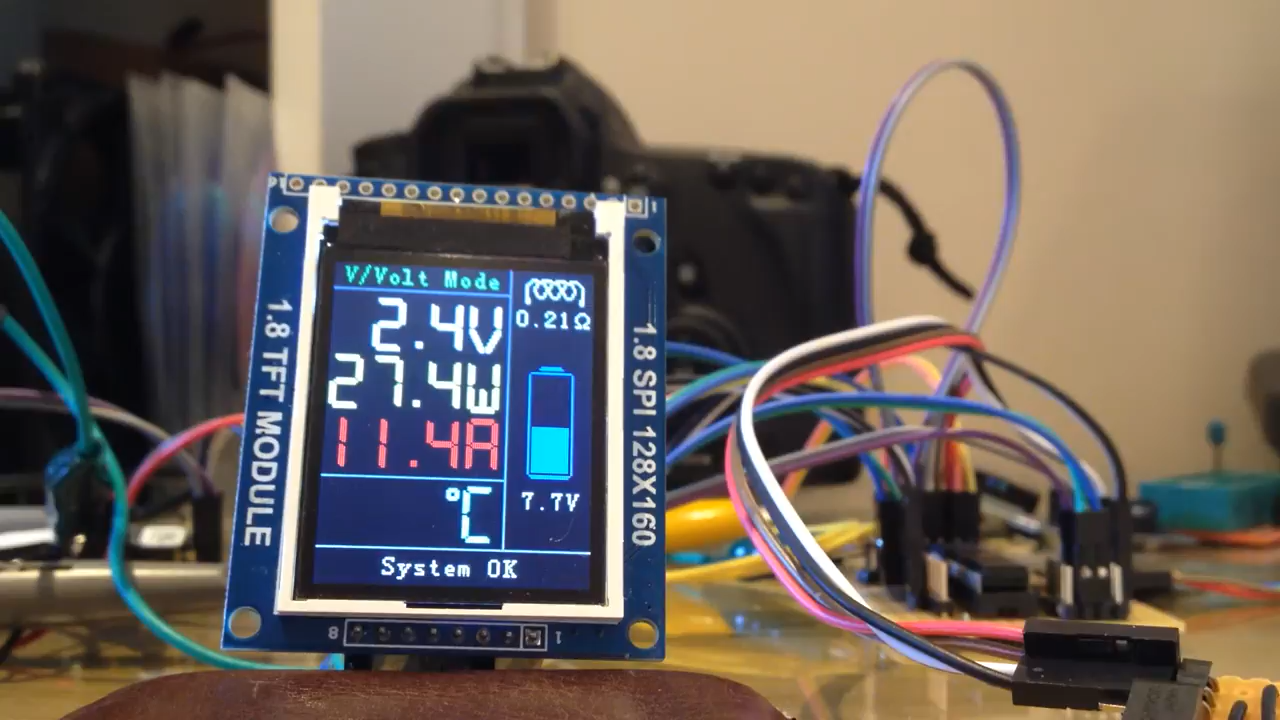 V/Volt Mode
2.4V
27.4W
11.4A
°C
0.21Ω
7.7V
System OK
1.8 TFT MODULE
1.8 SPI 128X160
8
1
1